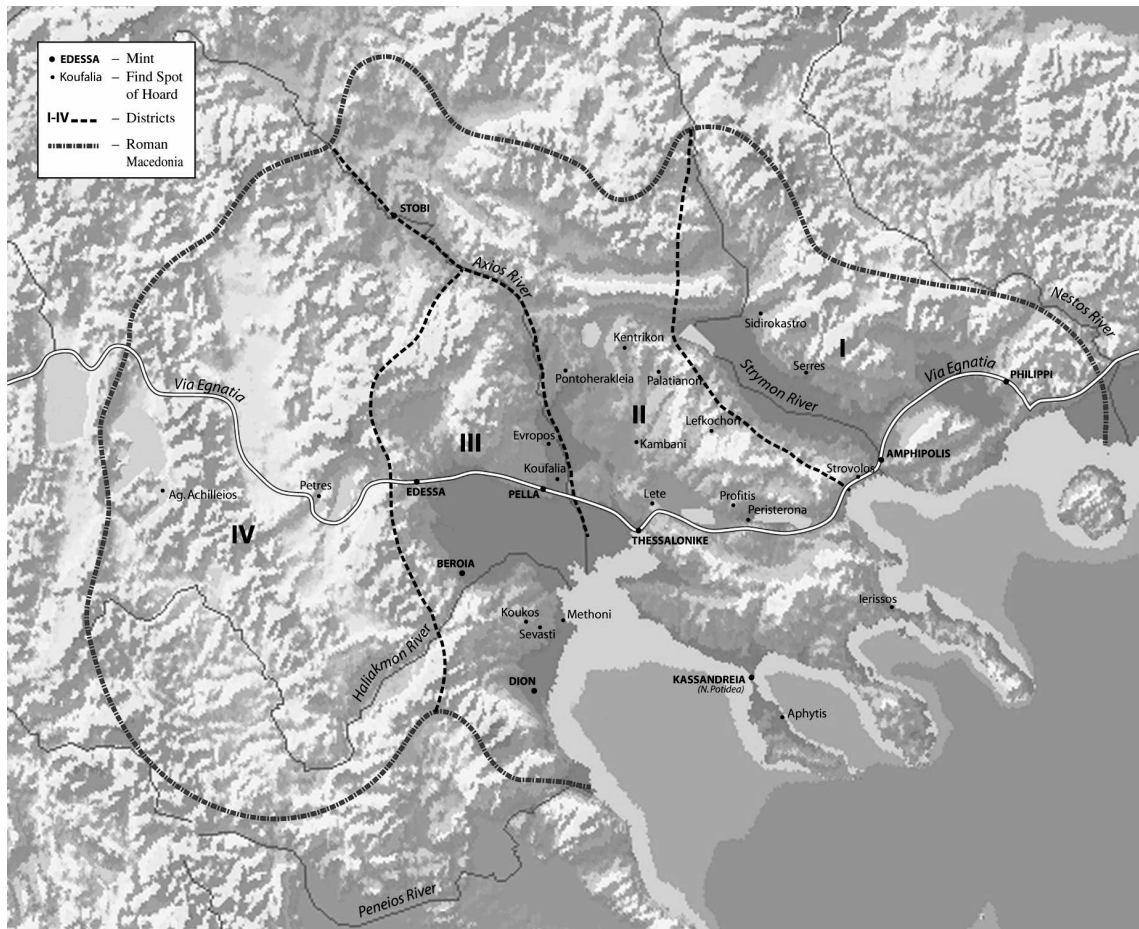 EDESSA – Mint
Koufalia – Find Spot
of Hoard
I-IV – Districts
– Roman
Macedonia
STOBI
Axios River
Nestos River
Sidirokastro
Kentrikon
I
Serres
Via Egnatia
PHILIPPI
Pontoherakleia
Palatianon
Strymon River
Via Egnatia
II
Lefkochori
III
Evropos
Kambani
AMPHIPOLIS
Koufalia
Strovolos
Petres
EDESSA
PELLA
Ag. Achilleios
Lete
Profitis
Peristerona
IV
THESSALONIKE
BEROIA
Ierissos
Koukos
Methoni
Sevasti
Haliakmon River
DION
KASSANDREIA
(N. Potidea)
Aphytis
Peneios River